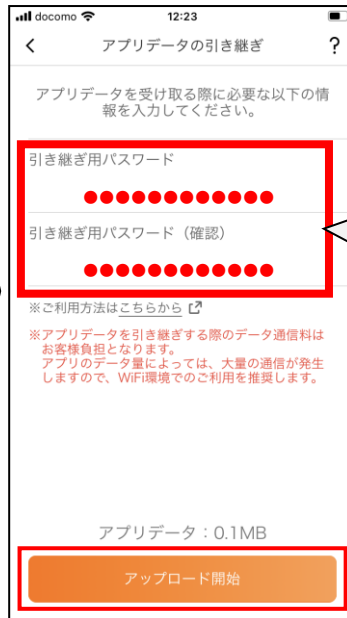 docomo 12:23
アプリデータの引き継ぎ ?
アプリデータを受け取る際に必要な以下の情
報を入力してください。
引き継ぎ用パスワード
●●●●●●●●●●●●
引き継ぎ用パスワード（確認）
●●●●●●●●●●●●
※ご利用方法はこちらから
※アプリデータを引き継ぎする際のデータ通信料は
お客様負担となります。
アプリのデータ量によっては、大量の通信が発生
しますので、WiFi環境でのご利用を推奨します。
アプリデータ：0.1MB
アップロード開始